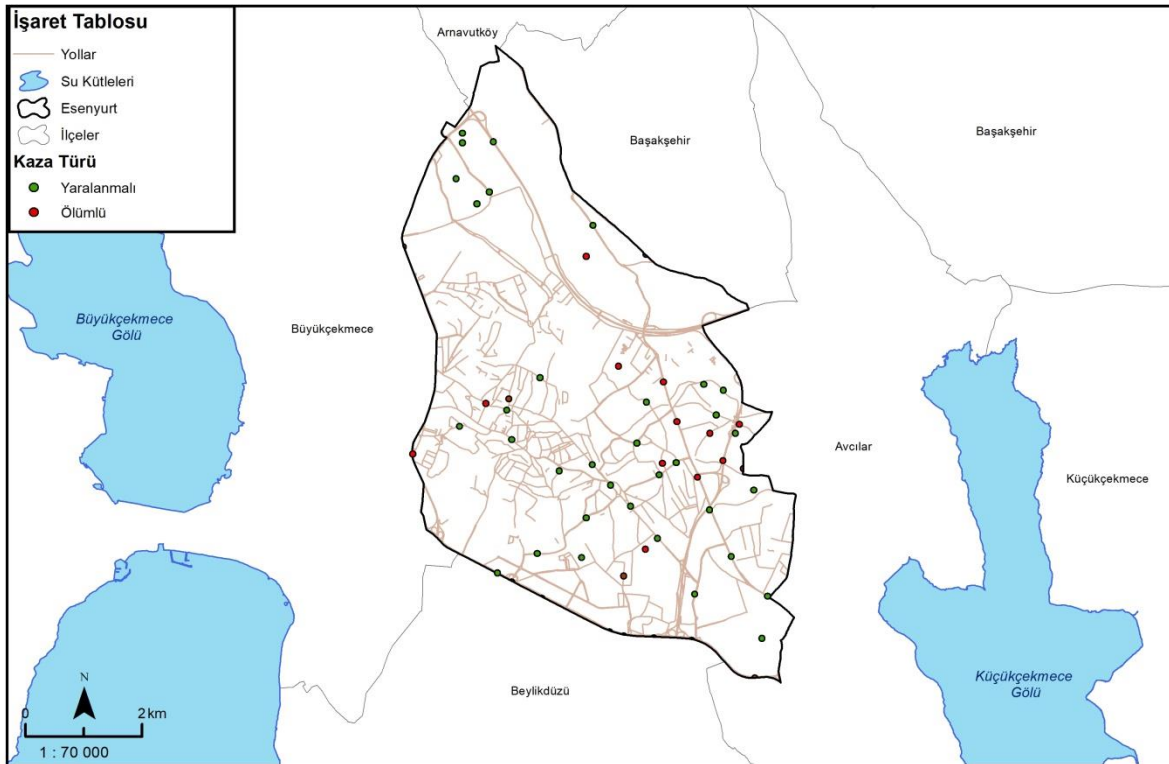 İşaret Tablosu
Yollar
Su Kütleleri
Esenyurt
İlçeler
Kaza Türü
Yaralanmalı
Ölümlü
Arnavutköy
Başakşehir
Başakşehir
Büyükçekmece
Gölü
Büyükçekmece
Avcılar
Küçükçekmece
Beylikdüzü
Küçükçekmece
Gölü
N
0 2 km
1 : 70 000